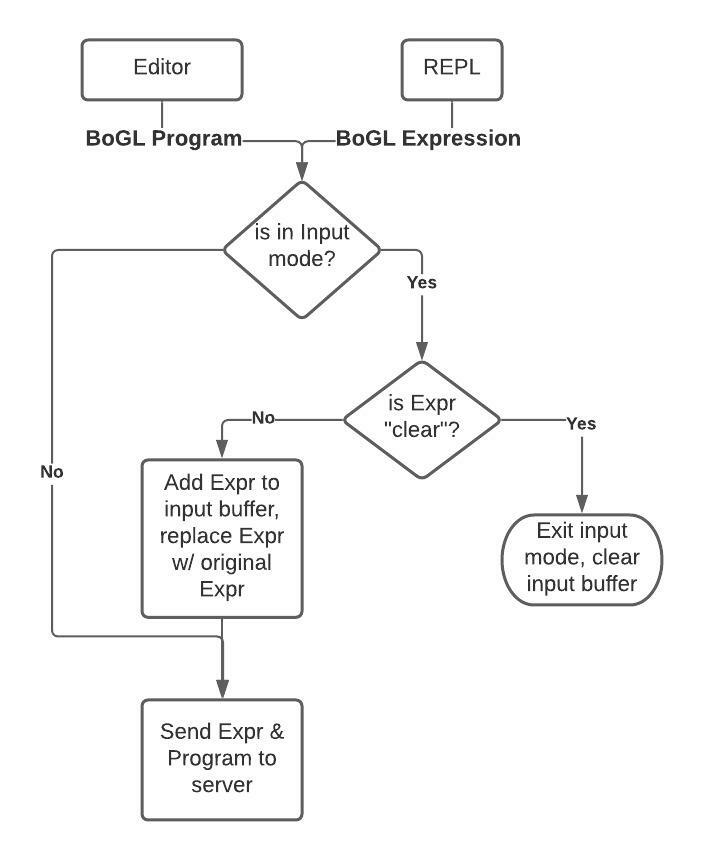 Editor
REPL
BoGL Program
BoGL Expression
is in Input
mode?
Yes
is Expr
"clear"?
No
Yes
No
Add Expr to
input buffer,
replace Expr
w/ original
Expr
Exit input
mode, clear
input buffer
Send Expr &
Program to
server